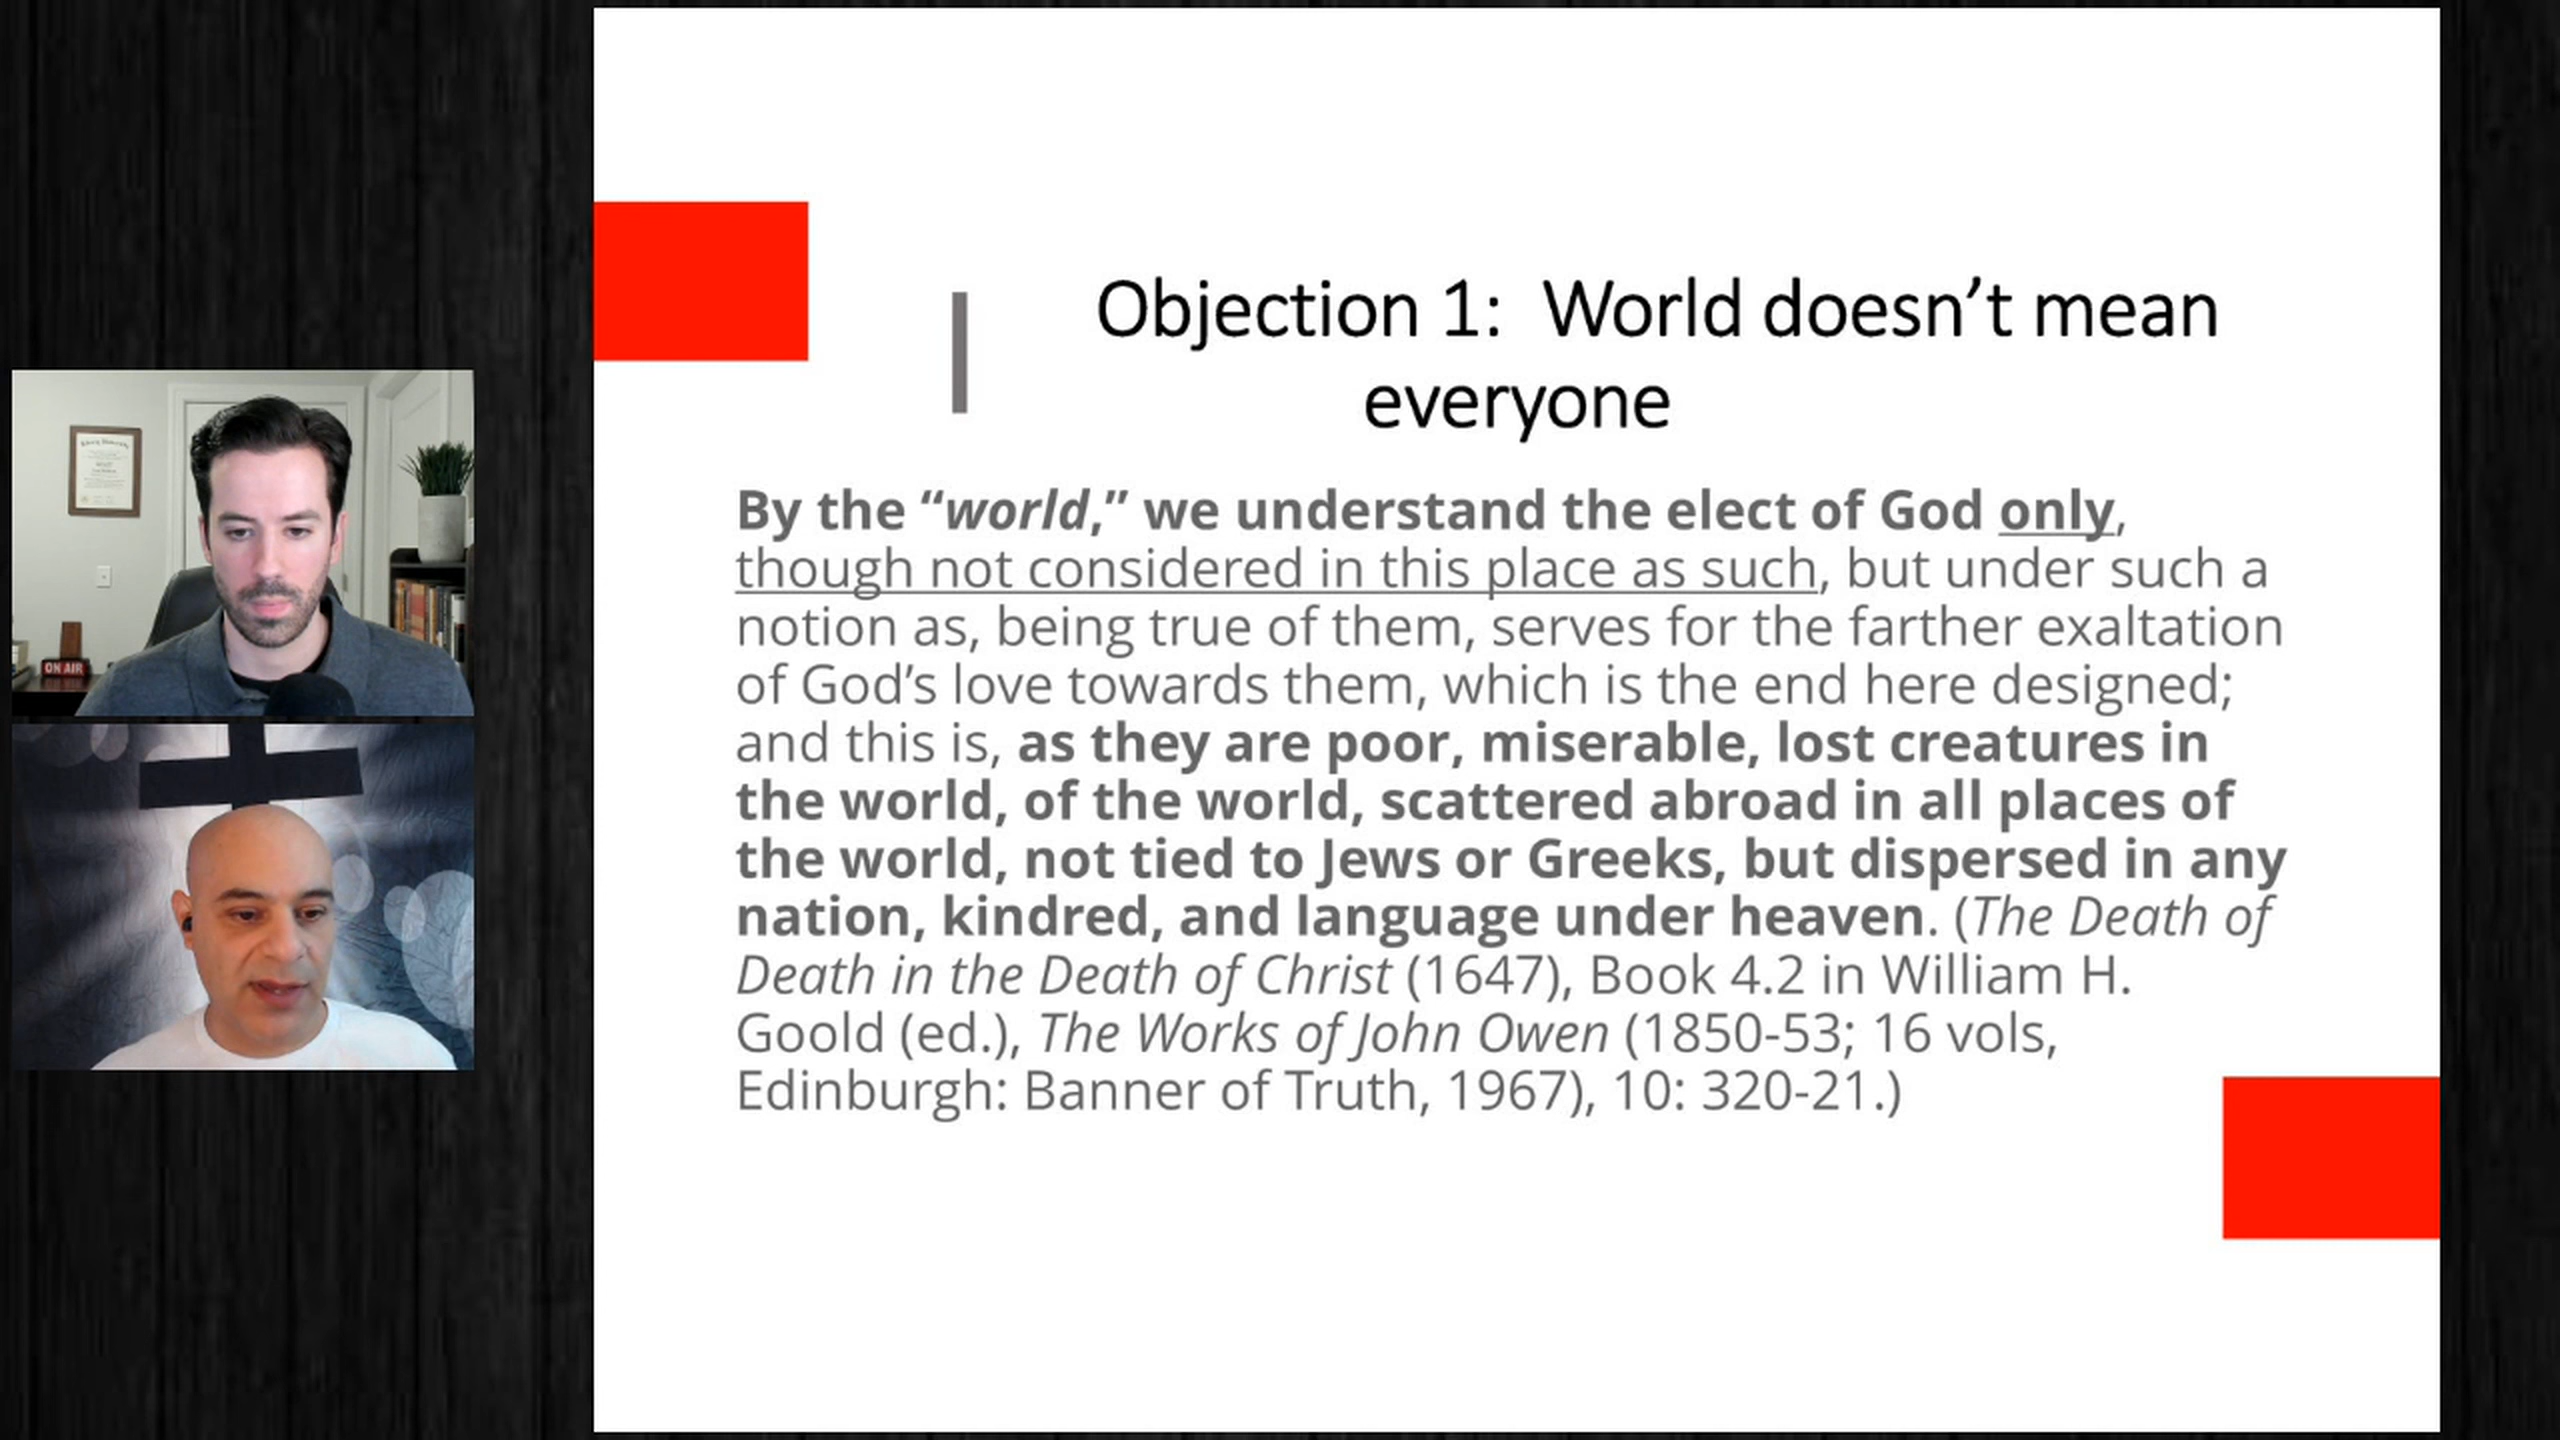 Objection 1:  World doesn’t mean
everyone
By the “world,” we understand the elect of God only,
though not considered in this place as such, but under such a
notion as, being true of them, serves for the farther exaltation
of God’s love towards them, which is the end here designed;
and this is, as they are poor, miserable, lost creatures in
the world, of the world, scattered abroad in all places of
the world, not tied to Jews or Greeks, but dispersed in any
nation, kindred, and language under heaven. (The Death of
Death in the Death of Christ (1647), Book 4.2 in William H.
Goold (ed.), The Works of John Owen (1850-53; 16 vols,
Edinburgh: Banner of Truth, 1967), 10: 320-21.)
ON AIR